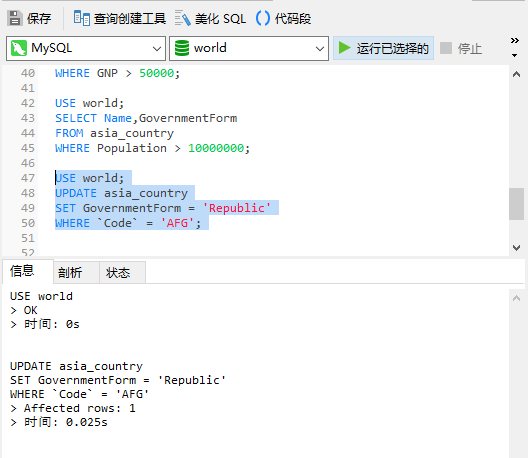 保存 查询创建工具 美化 SQL () 代码段
MySQL world 运行已选择的 停止
40 WHERE GNP > 50000;
41
42 USE world;
43 SELECT Name,GovernmentForm
44 FROM asia_country
45 WHERE Population > 10000000;
46
47 USE world;
48 UPDATE asia_country
49 SET GovernmentForm = 'Republic'
50 WHERE `Code` = 'AFG';
51
52
信息 剖析 状态
USE world
> OK
> 时间: 0s
UPDATE asia_country
SET GovernmentForm = 'Republic'
WHERE `Code` = 'AFG'
> Affected rows: 1
> 时间: 0.025s